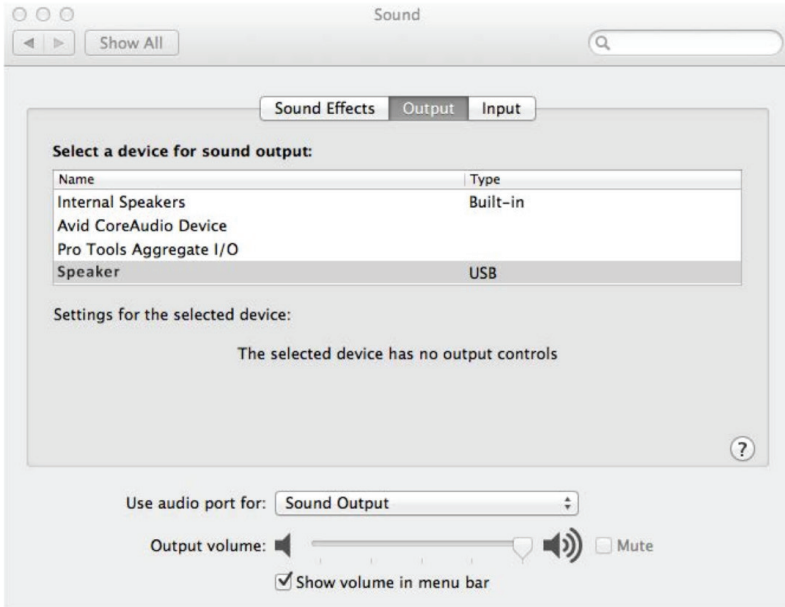 Sound
Show All
Sound Effects Output Input
Select a device for sound output:
Name Type
Internal Speakers Built-in
Avid CoreAudio Device
Pro Tools Aggregate I/O
Speaker USB
Settings for the selected device:
The selected device has no output controls
?
Use audio port for: Sound Output
Output volume: Mute
Show volume in menu bar